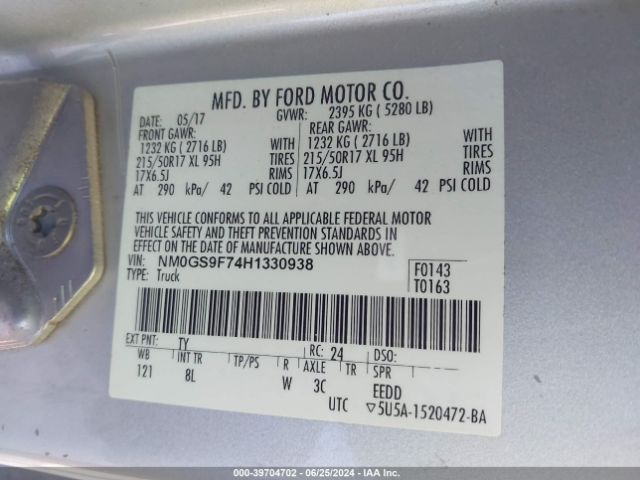 MFD. BY FORD MOTOR CO.
DATE: 05/17 GVWR: 2395 KG ( 5280 LB)
FRONT GAWR: REAR GAWR:
1232 KG ( 2716 LB) WITH 1232 KG ( 2716 LB) WITH
215/50R17 XL 95H TIRES 215/50R17 XL 95H TIRES
17X6.5J RIMS 17X6.5J RIMS
AT 290 kPa/ 42 PSI COLD AT 290 kPa/ 42 PSI COLD
THIS VEHICLE CONFORMS TO ALL APPLICABLE FEDERAL MOTOR
VEHICLE SAFETY AND THEFT PREVENTION STANDARDS IN
EFFECT ON THE DATE OF MANUFACTURE SHOWN ABOVE.
VIN: NM0GS9F74H1330938 F0143
TYPE: Truck T0163
EXT PNT: TY RC: 24 DSO:
WB INT TR TP/PS R AXLE TR SPR
121 8L W 3C EEDD
UTC ▽5U5A-1520472-BA
000-39704702 - 06/25/2024 - IAA Inc.